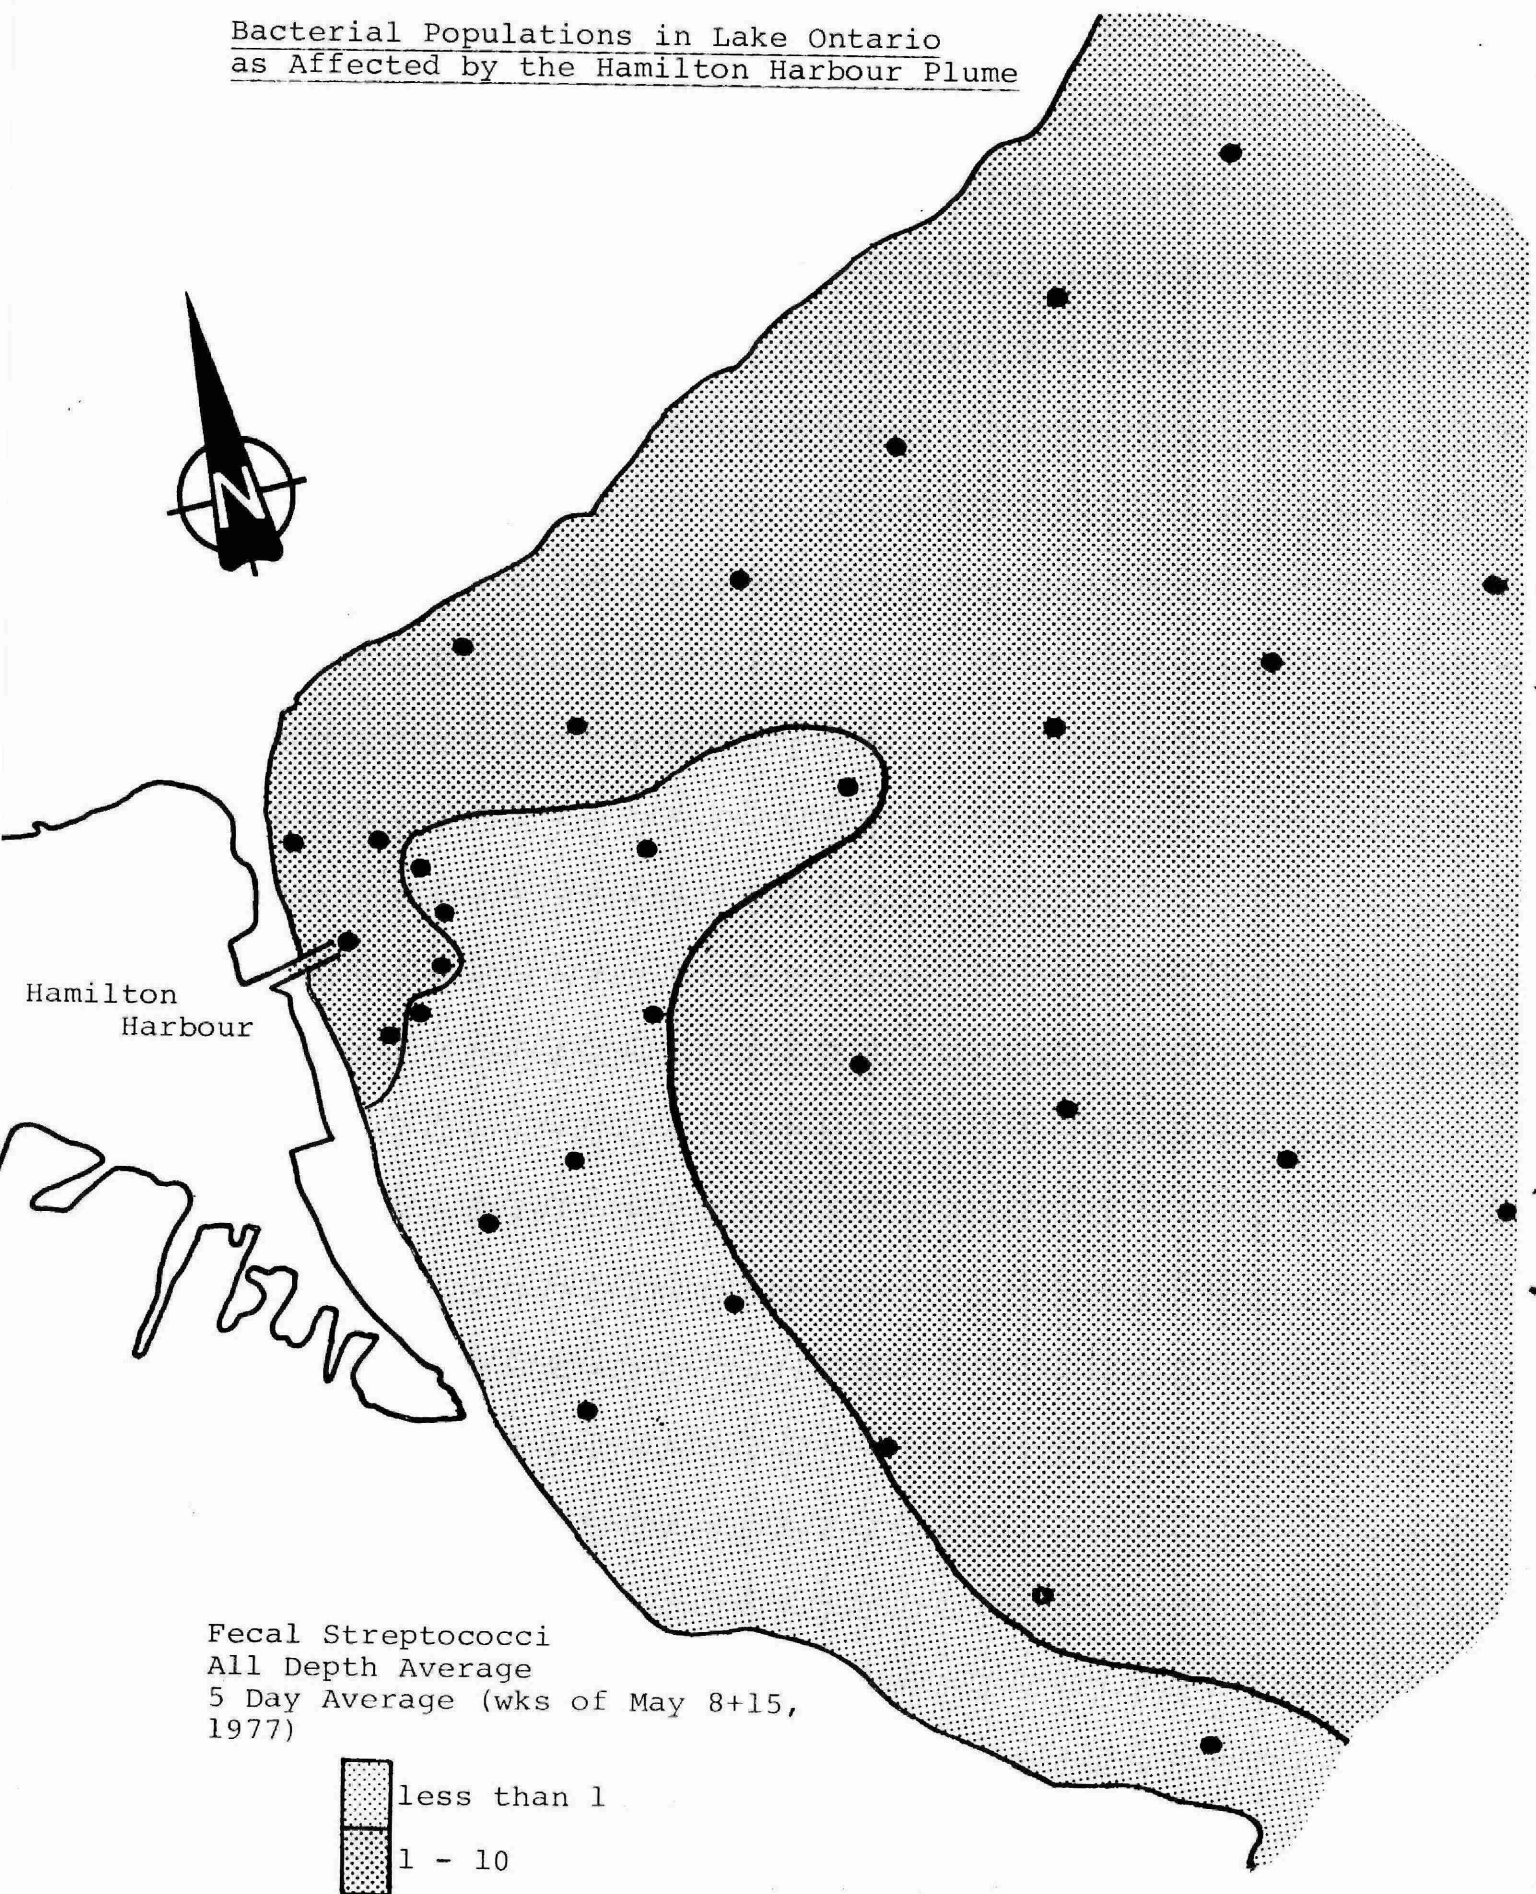 Bacterial Populations in Lake Ontario
as Affected by the Hamilton Harbour Plume
N
Hamilton
Harbour
Fecal Streptococci
All Depth Average
5 Day Average (wks of May 8+15,
1977)
less than 1
1 - 10